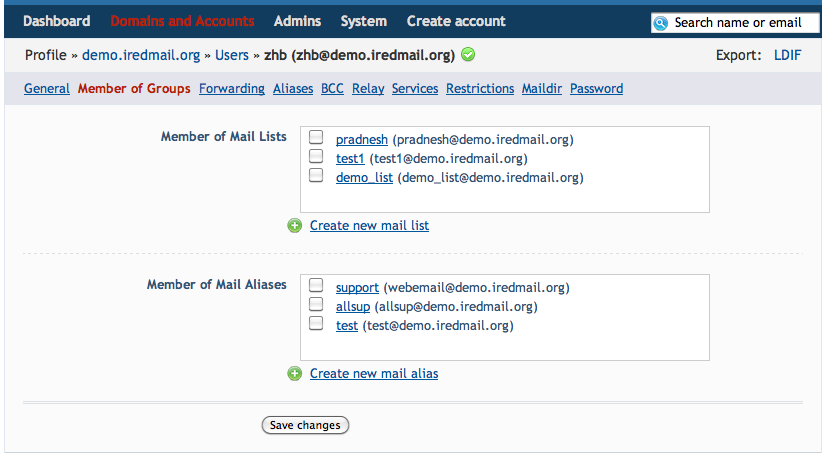 Dashboard Domains and Accounts Admins System Create account Search name or email
Profile » demo.iredmail.org » Users » zhb (zhb@demo.iredmail.org) Export: LDIF
General Member of Groups Forwarding Aliases BCC Relay Services Restrictions Maildir Password
Member of Mail Lists pradnesh (pradnesh@demo.iredmail.org)
test1 (test1@demo.iredmail.org)
demo_list (demo_list@demo.iredmail.org)
Create new mail list
Member of Mail Aliases support (webemail@demo.iredmail.org)
allsup (allsup@demo.iredmail.org)
test (test@demo.iredmail.org)
Create new mail alias
Save changes